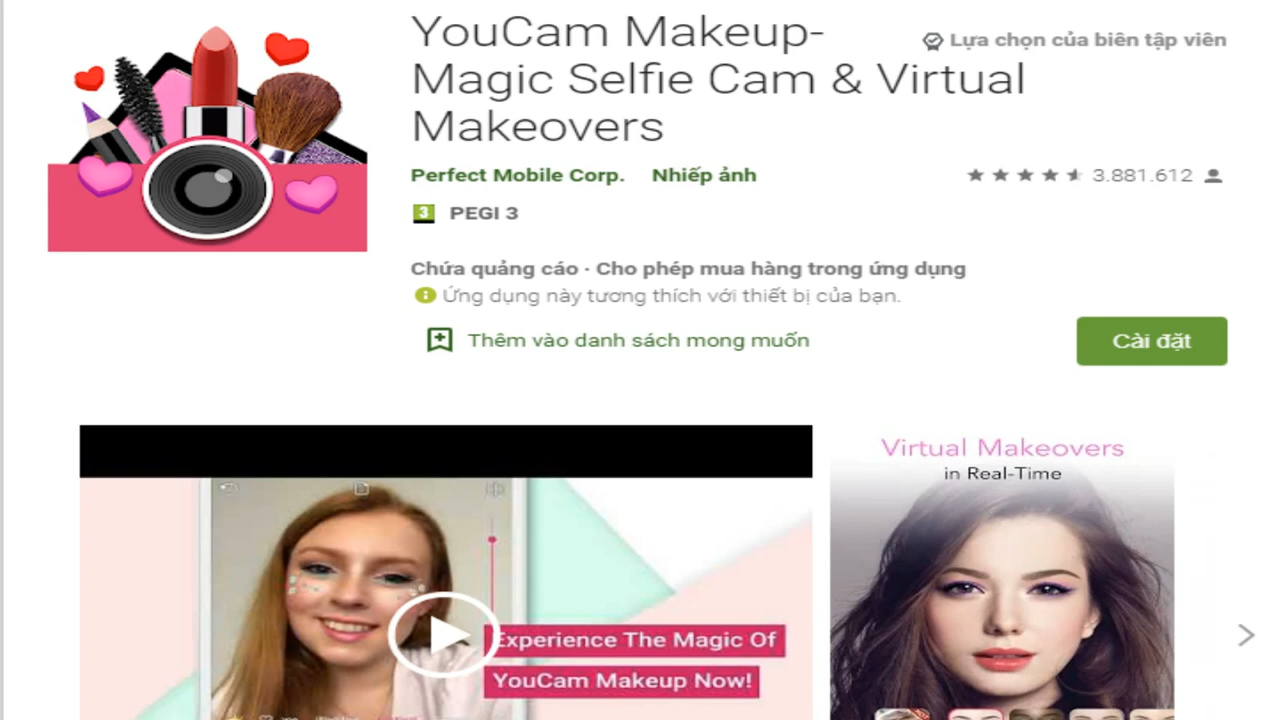 YouCam Makeup-
Magic Selfie Cam & Virtual
Makeovers
Lựa chọn của biên tập viên
Perfect Mobile Corp. Nhiếp ảnh
3.881.612
3 PEGI 3
Chứa quảng cáo · Cho phép mua hàng trong ứng dụng
Ứng dụng này tương thích với thiết bị của bạn.
Thêm vào danh sách mong muốn
Cài đặt
Experience The Magic Of
YouCam Makeup Now!
Virtual Makeovers
in Real-Time